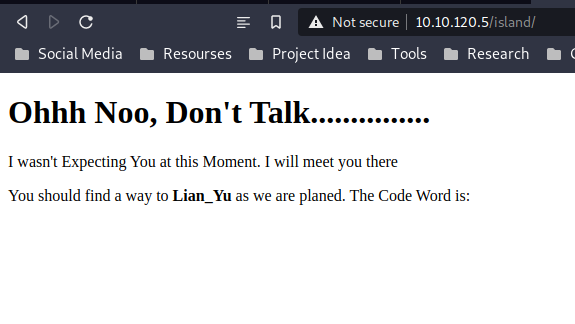 Not secure 10.10.120.5/island/
Social Media Resourses Project Idea Tools Research
Ohhh Noo, Don't Talk...............
I wasn't Expecting You at this Moment. I will meet you there
You should find a way to Lian_Yu as we are planed. The Code Word is: